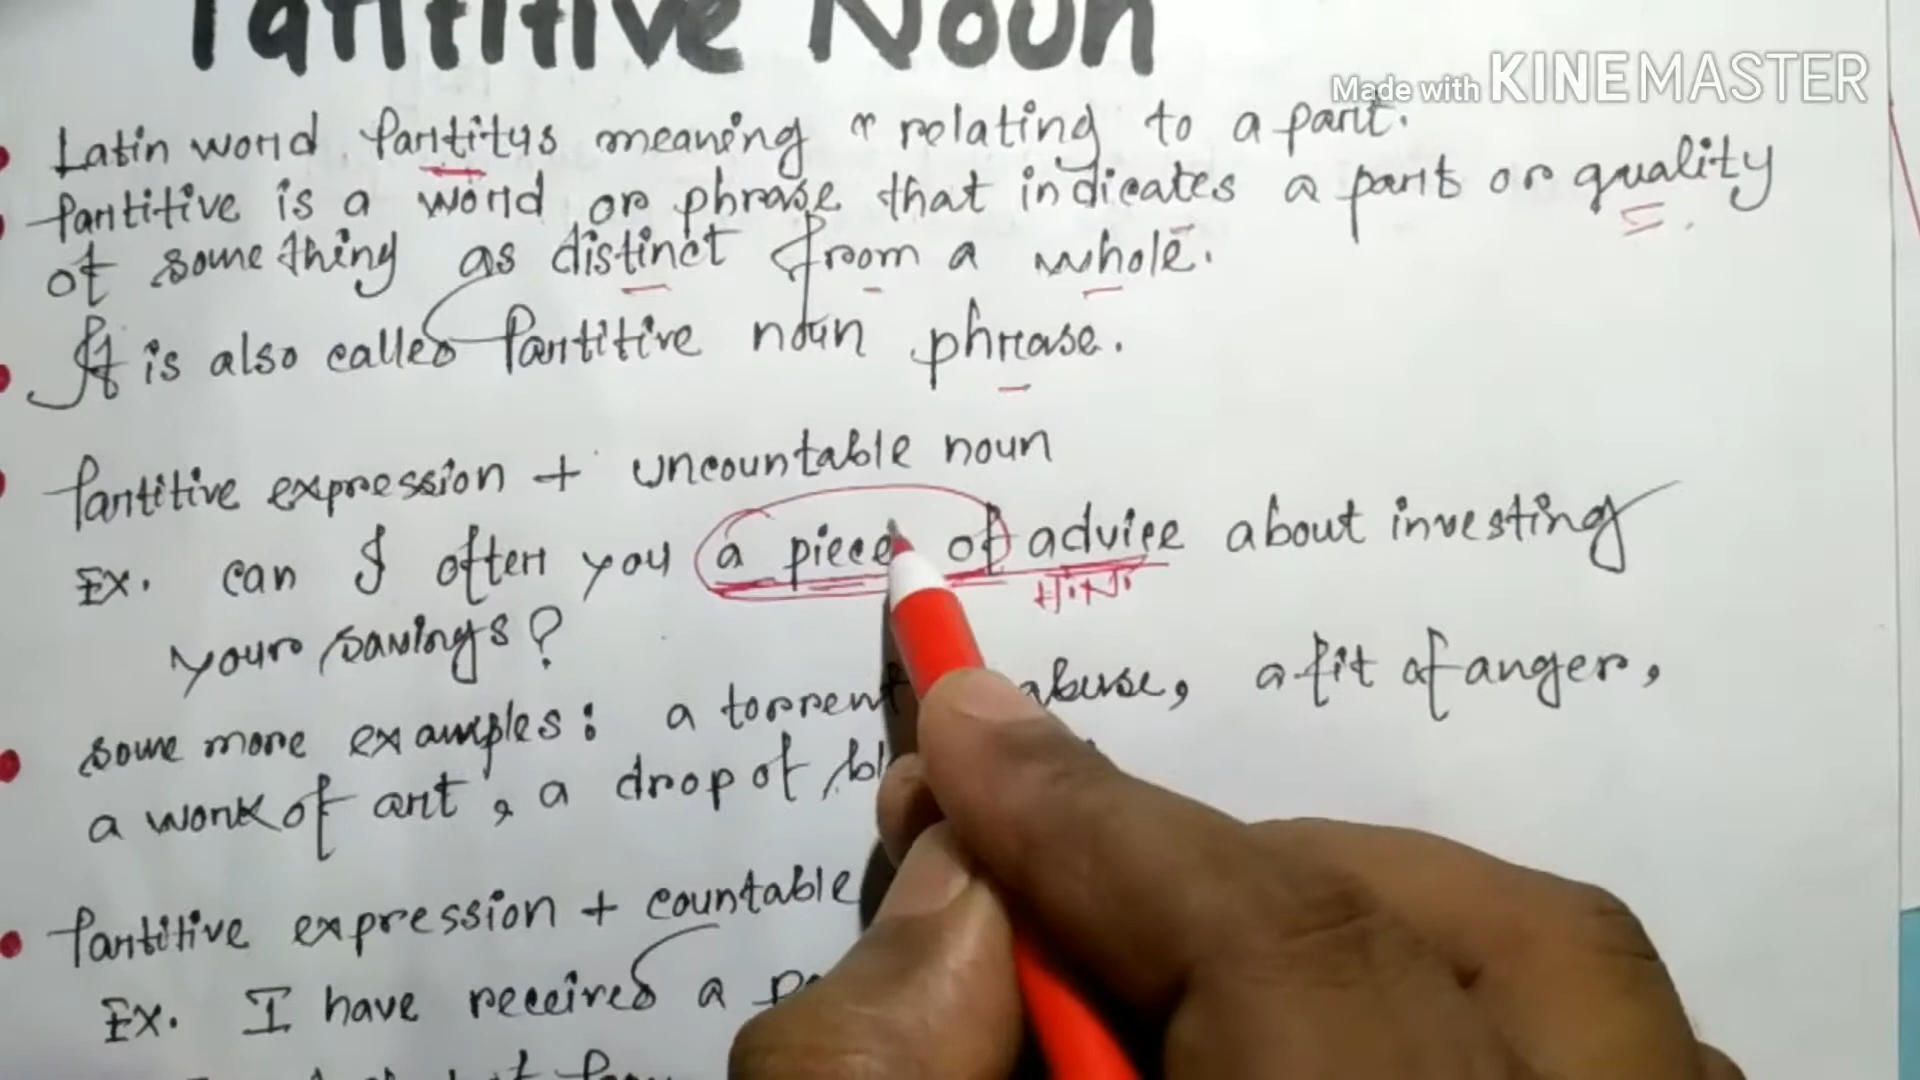 Partitive Noun
Made with KINEMASTER
Latin word Partitus meaning "relating to a part.
Partitive is a word or phrase that indicates a part or quality
of something as distinct from a whole.
It is also called Partitive noun phrase.
Partitive expression + uncountable noun
Ex. can I offer you a piece of advice about investing
U.N.
your savings?
some more examples: a torrent abuse, a fit of anger,
a work of art, a drop of
Partitive expression + countable
Ex. I have received a